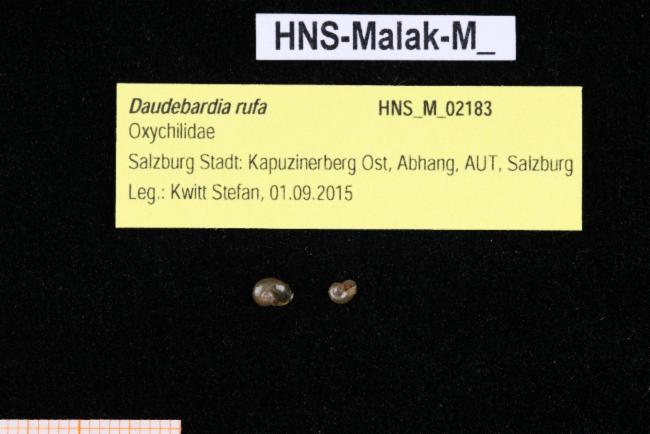 HNS-Malak-M_
Daudebardia rufa HNS_M_02183
Oxychilidae
Salzburg Stadt: Kapuzinerberg Ost, Abhang, AUT, Salzburg
Leg.: Kwitt Stefan, 01.09.2015